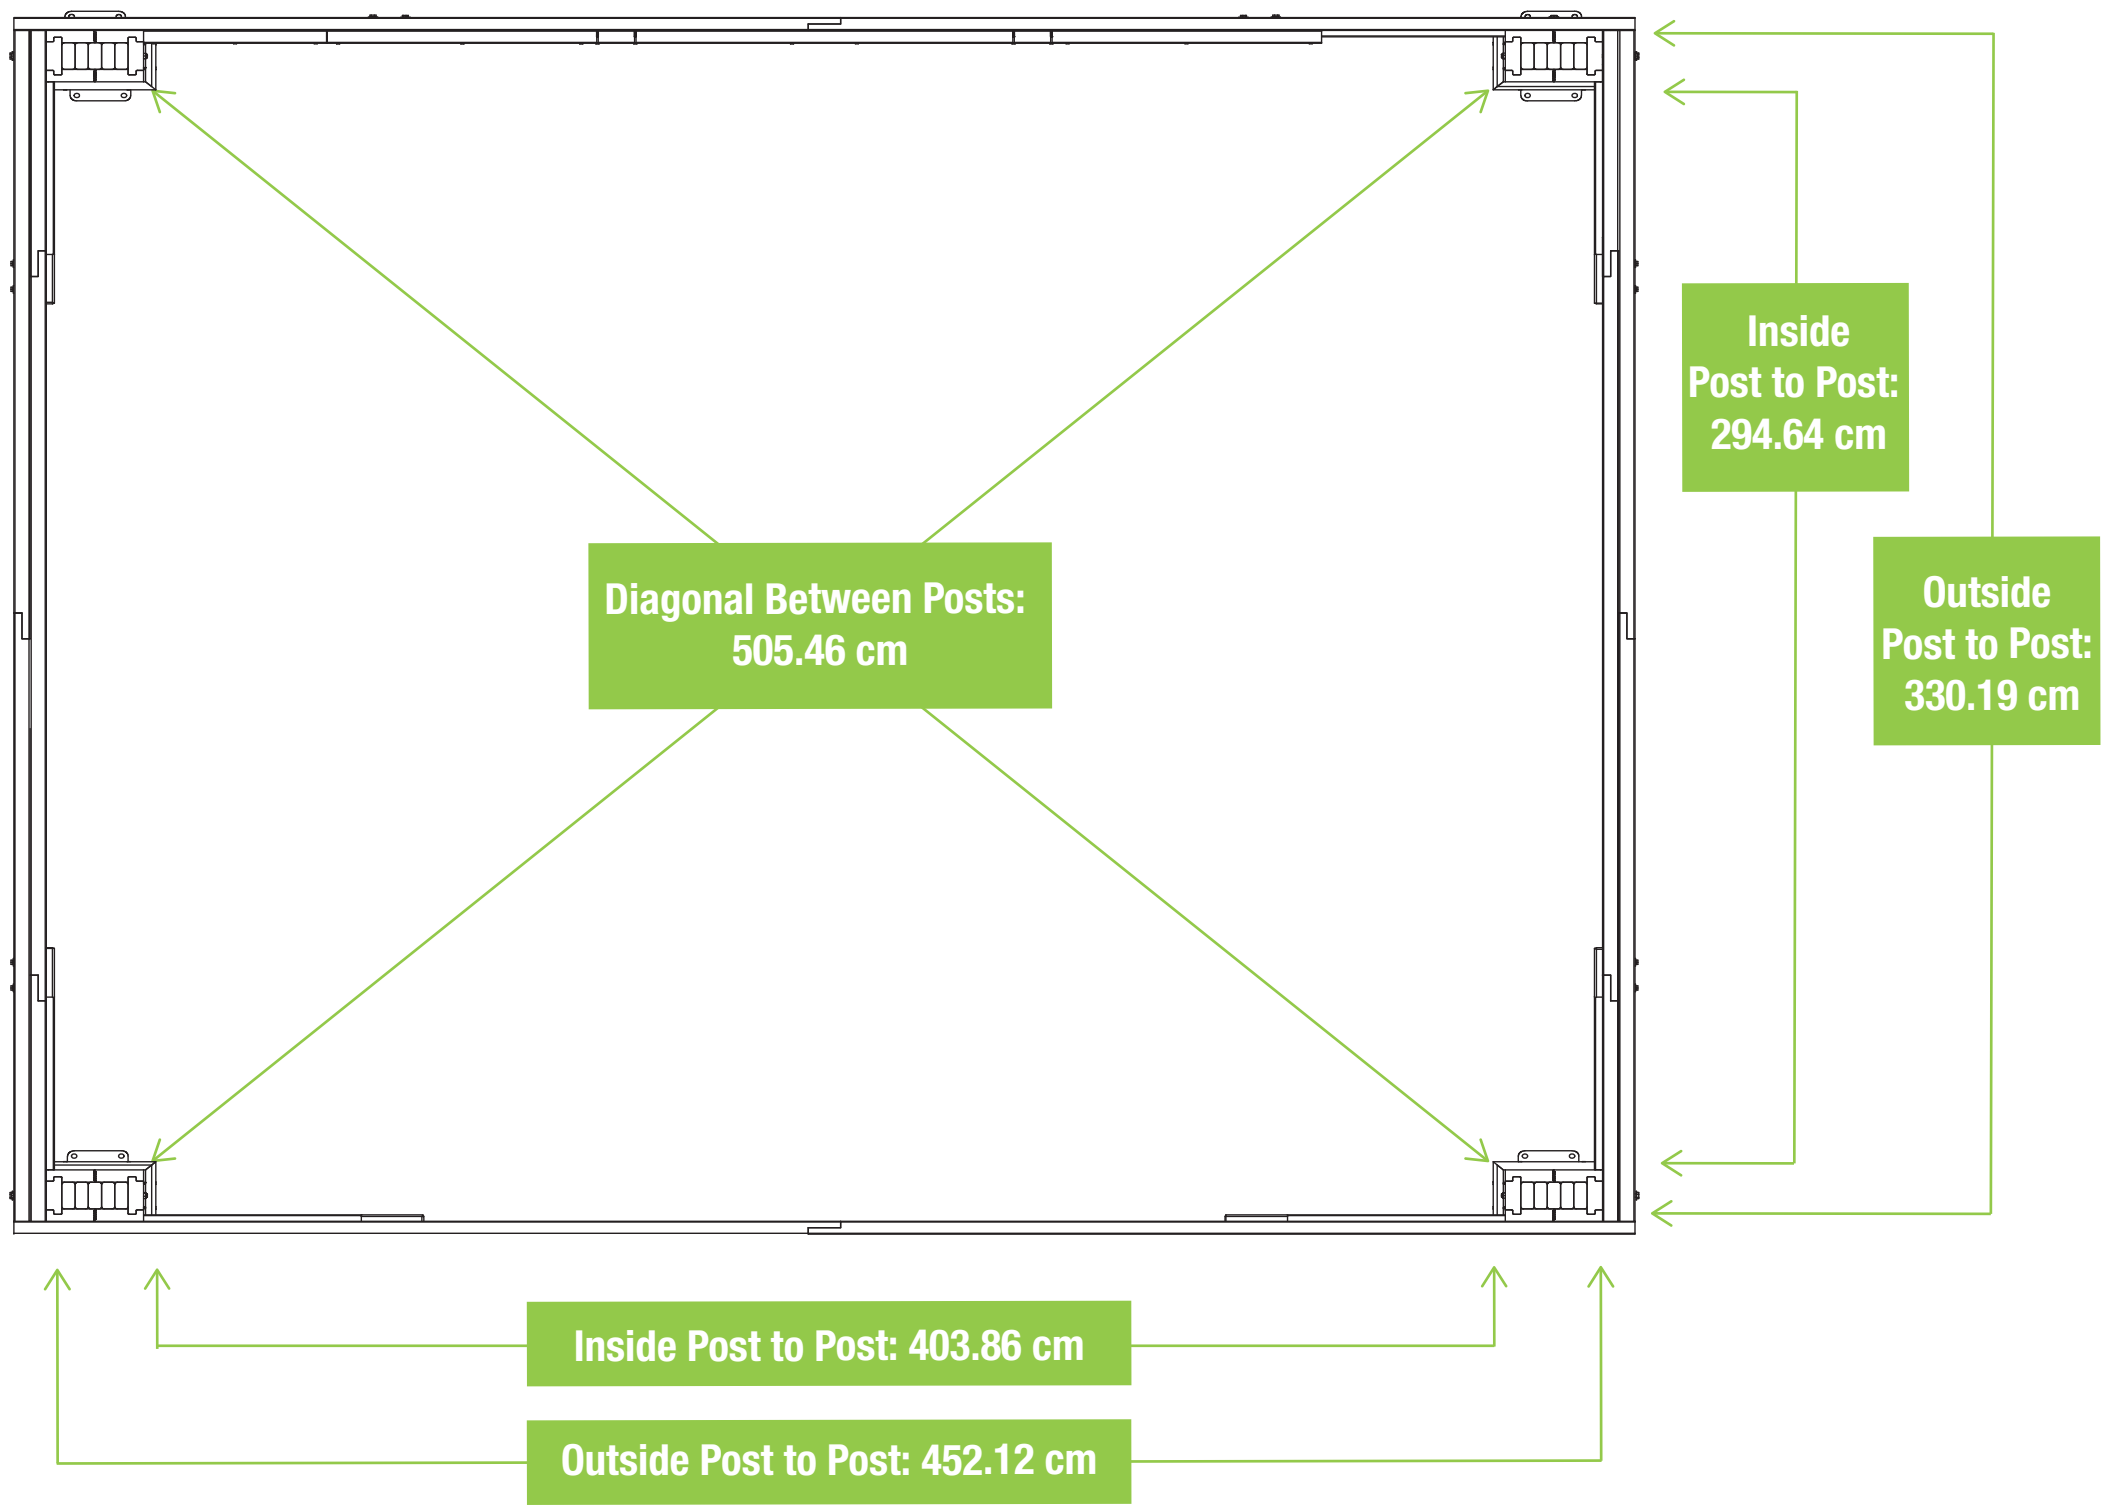 Inside
Post to Post:
294.64 cm
Diagonal Between Posts:
505.46 cm
Outside
Post to Post:
330.19 cm
Inside Post to Post: 403.86 cm
Outside Post to Post: 452.12 cm